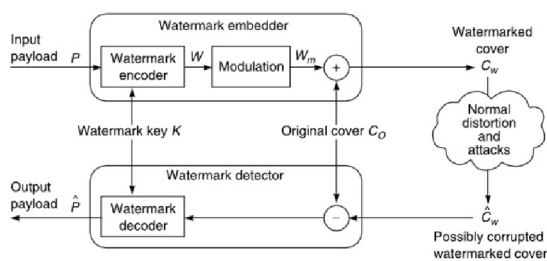 Watermark embedder
Watermarked
cover
C_w
Input
payload P
Watermark
encoder
W
Modulation
W_m
+
Normal
distortion
and
attacks
Watermark key K
Original cover C_O
Watermark detector
Output
payload P̂
Watermark
decoder
−
Ĉ_w
Possibly corrupted
watermarked cover